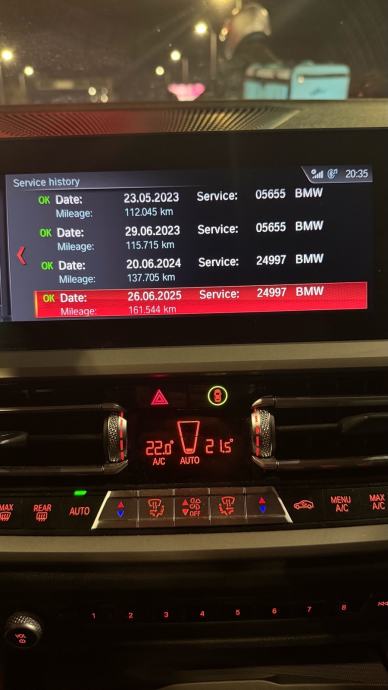 Service history 20:35
OK Date: 23.05.2023 Service: 05655 BMW
Mileage: 112.045 km
OK Date: 29.06.2023 Service: 05655 BMW
Mileage: 115.715 km
OK Date: 20.06.2024 Service: 24997 BMW
Mileage: 137.705 km
OK Date: 26.06.2025 Service: 24997 BMW
Mileage: 161.544 km
22.0° 21.5°
A/C AUTO
MAX REAR AUTO OFF MENU A/C MAX A/C
1 2 3 4 5 6 7 8
VOL